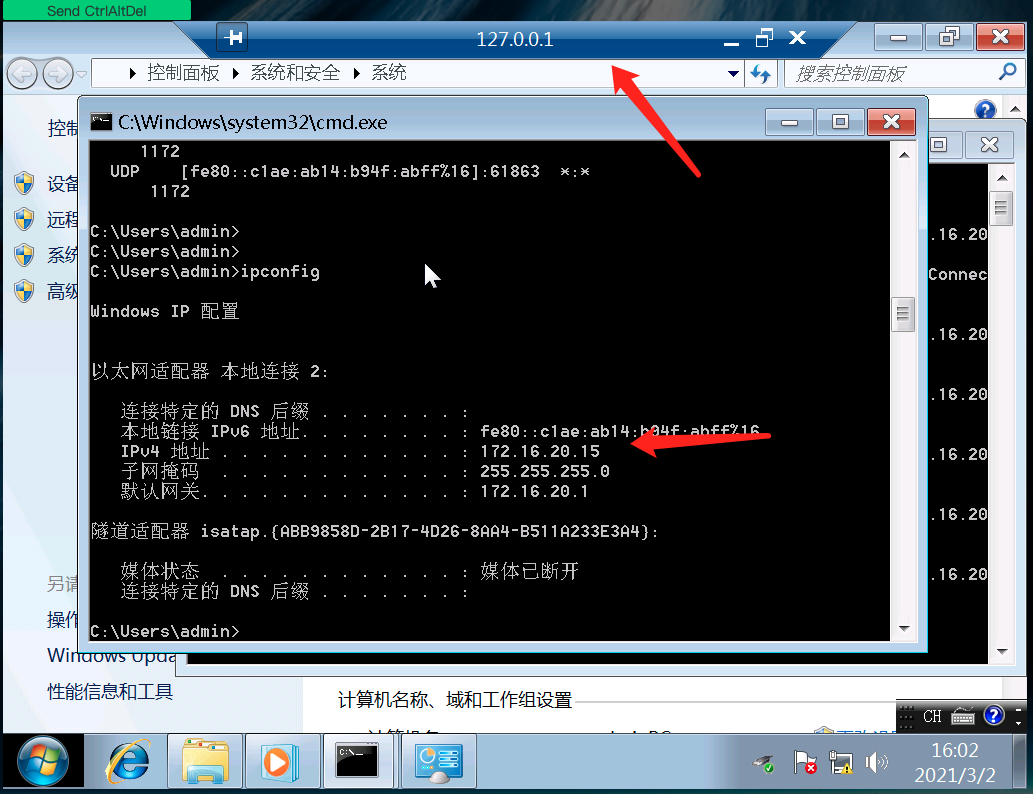 Send CtrlAltDel
127.0.0.1
控制面板 系统和安全 系统
搜索控制面板
控制
C:\Windows\system32\cmd.exe
设备
远程
系统
高级
1172
UDP [fe80::c1ae:ab14:b94f:abff%16]:61863 *:*
1172
C:\Users\admin>
C:\Users\admin>
C:\Users\admin>ipconfig
Windows IP 配置
以太网适配器 本地连接 2:
连接特定的 DNS 后缀 . . . . . . . :
本地链接 IPv6 地址. . . . . . . . : fe80::c1ae:ab14:b94f:abff%16
IPv4 地址 . . . . . . . . . . . . : 172.16.20.15
子网掩码 . . . . . . . . . . . . : 255.255.255.0
默认网关. . . . . . . . . . . . . : 172.16.20.1
隧道适配器 isatap.{ABB9858D-2B17-4D26-8AA4-B511A233E3A4}:
媒体状态 . . . . . . . . . . . . : 媒体已断开
连接特定的 DNS 后缀 . . . . . . . :
C:\Users\admin>
.16.20
Connec
.16.20
.16.20
.16.20
.16.20
.16.20
另请
操作
Windows Upda
性能信息和工具
计算机名称、域和工作组设置
CH
16:02
2021/3/2